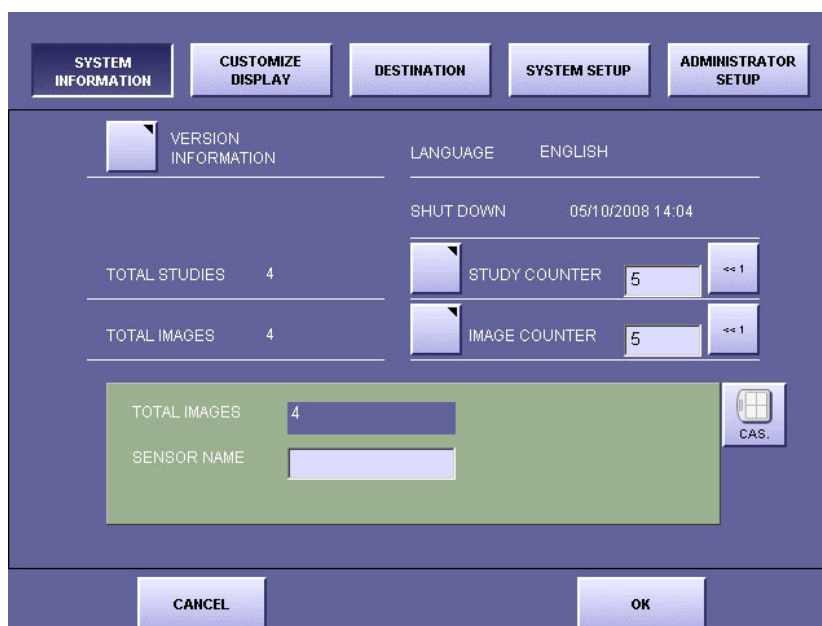 SYSTEM
INFORMATION
CUSTOMIZE
DISPLAY
DESTINATION
SYSTEM SETUP
ADMINISTRATOR
SETUP
VERSION
INFORMATION
LANGUAGE ENGLISH
SHUT DOWN 05/10/2008 14:04
TOTAL STUDIES 4
STUDY COUNTER 5 << 1
TOTAL IMAGES 4
IMAGE COUNTER 5 << 1
TOTAL IMAGES 4
CAS.
SENSOR NAME
CANCEL
OK